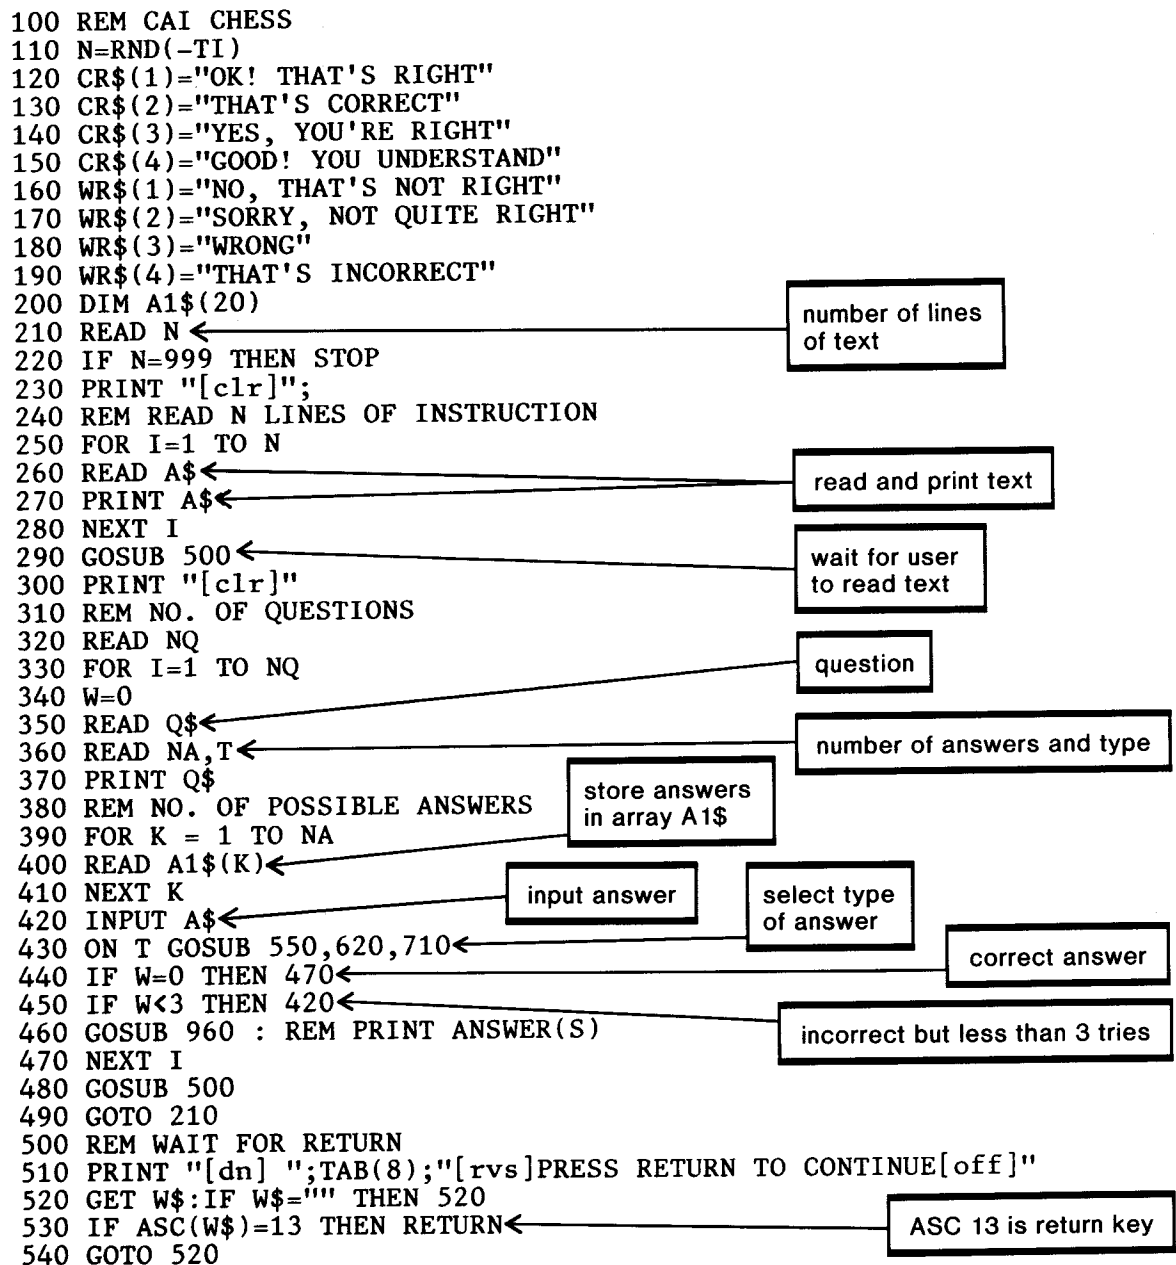 100 REM CAI CHESS
110 N=RND(-TI)
120 CR$(1)="OK! THAT'S RIGHT"
130 CR$(2)="THAT'S CORRECT"
140 CR$(3)="YES, YOU'RE RIGHT"
150 CR$(4)="GOOD! YOU UNDERSTAND"
160 WR$(1)="NO, THAT'S NOT RIGHT"
170 WR$(2)="SORRY, NOT QUITE RIGHT"
180 WR$(3)="WRONG"
190 WR$(4)="THAT'S INCORRECT"
200 DIM A1$(20)
210 READ N
number of lines
of text
220 IF N=999 THEN STOP
230 PRINT "[clr]";
240 REM READ N LINES OF INSTRUCTION
250 FOR I=1 TO N
260 READ A$
read and print text
270 PRINT A$
280 NEXT I
290 GOSUB 500
wait for user
to read text
300 PRINT "[clr]"
310 REM NO. OF QUESTIONS
320 READ NQ
330 FOR I=1 TO NQ
question
340 W=0
350 READ Q$
360 READ NA,T
number of answers and type
370 PRINT Q$
380 REM NO. OF POSSIBLE ANSWERS
store answers
in array A1$
390 FOR K = 1 TO NA
400 READ A1$(K)
410 NEXT K
input answer
420 INPUT A$
select type
of answer
430 ON T GOSUB 550,620,710
440 IF W=0 THEN 470
correct answer
450 IF W<3 THEN 420
460 GOSUB 960 : REM PRINT ANSWER(S)
incorrect but less than 3 tries
470 NEXT I
480 GOSUB 500
490 GOTO 210
500 REM WAIT FOR RETURN
510 PRINT "[dn] ";TAB(8);"[rvs]PRESS RETURN TO CONTINUE[off]"
520 GET W$:IF W$="" THEN 520
530 IF ASC(W$)=13 THEN RETURN
ASC 13 is return key
540 GOTO 520